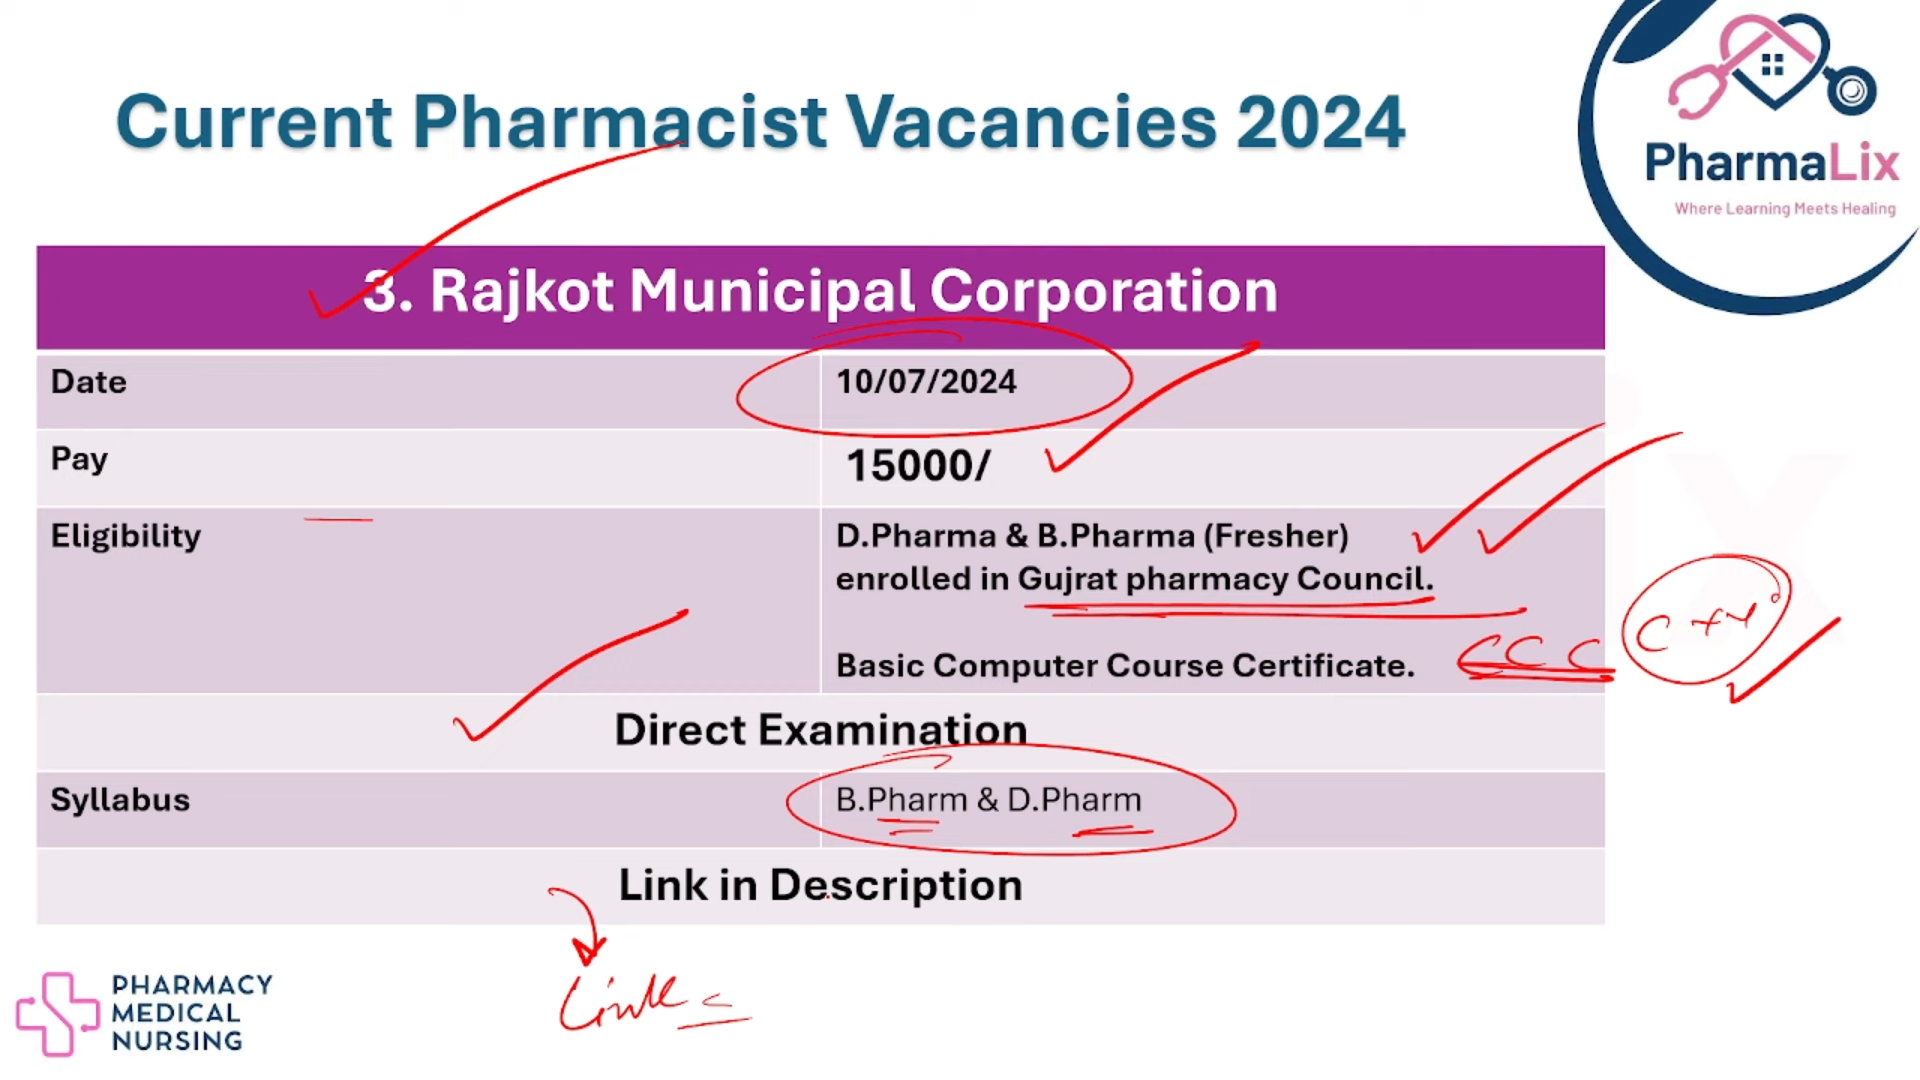 Current Pharmacist Vacancies 2024
PharmaLix
Where Learning Meets Healing
3. Rajkot Municipal Corporation
Date
10/07/2024
Pay
15000/
Eligibility
D.Pharma & B.Pharma (Fresher)
enrolled in Gujrat pharmacy Council.
Basic Computer Course Certificate.
CCC
Direct Examination
Syllabus
B.Pharm & D.Pharm
Link in Description
Link
PHARMACY
MEDICAL
NURSING